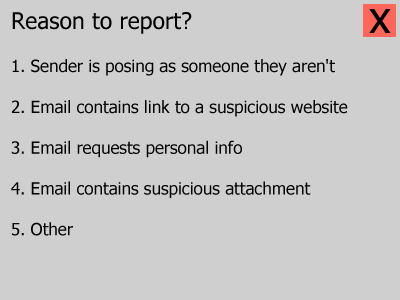 Reason to report?
X
1. Sender is posing as someone they aren't
2. Email contains link to a suspicious website
3. Email requests personal info
4. Email contains suspicious attachment
5. Other